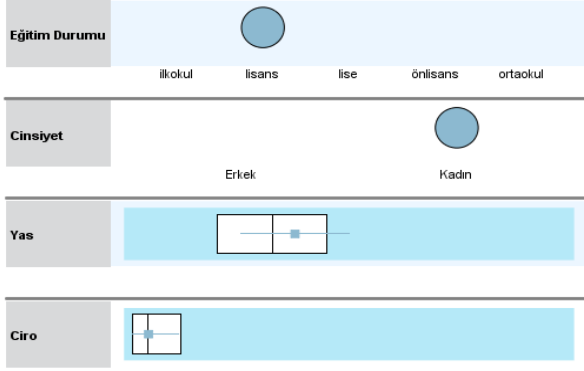 Eğitim Durumu
ilkokul lisans lise önlisans ortaokul
Cinsiyet
Erkek Kadın
Yas
Ciro